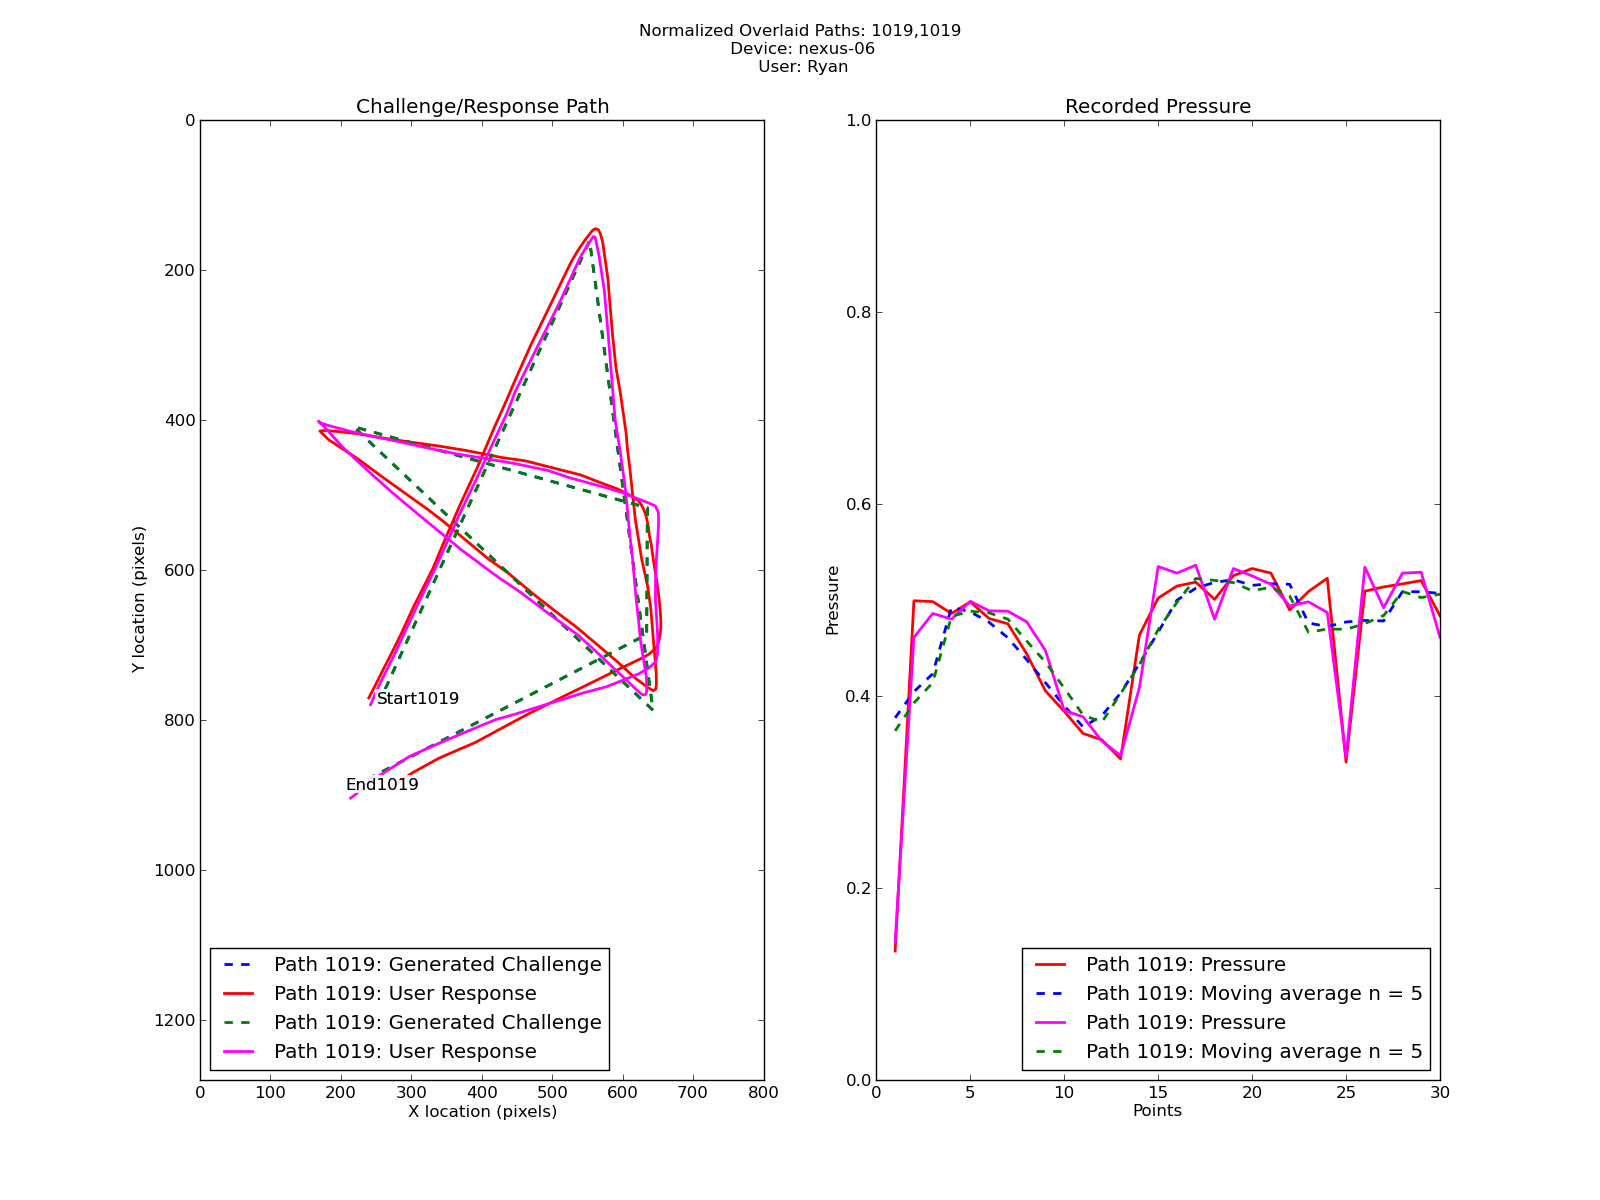 Normalized Overlaid Paths: 1019,1019
Device: nexus-06
User: Ryan
Challenge/Response Path
0
200
400
600
800
1000
1200
Y location (pixels)
Start1019
End1019
Path 1019: Generated Challenge
Path 1019: User Response
Path 1019: Generated Challenge
Path 1019: User Response
0 100 200 300 400 500 600 700 800
X location (pixels)
Recorded Pressure
1.0
0.8
0.6
0.4
0.2
0.0
Pressure
Path 1019: Pressure
Path 1019: Moving average n = 5
Path 1019: Pressure
Path 1019: Moving average n = 5
0 5 10 15 20 25 30
Points